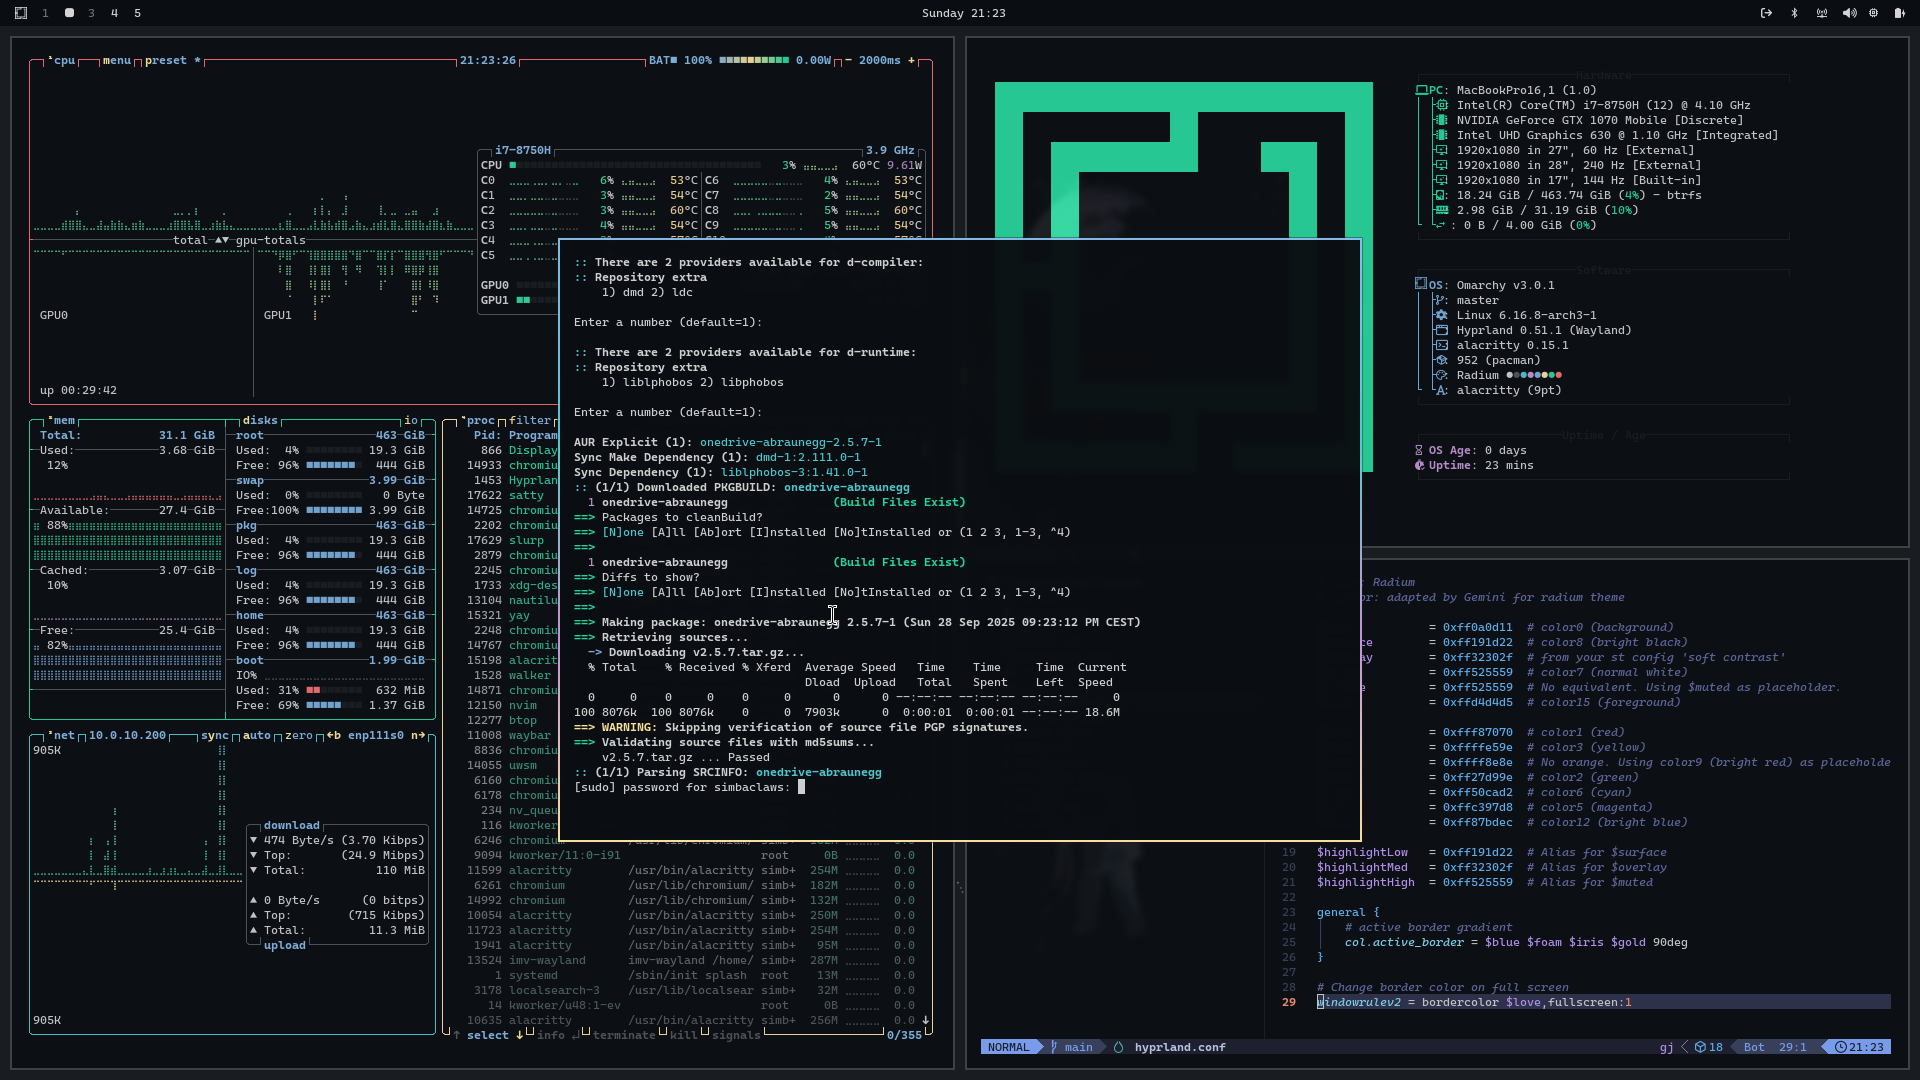 1 3 4 5
Sunday 21:23
cpu menu preset *
21:23:26
BAT■ 100% 0.00W - 2000ms +
i7-8750H 3.9 GHz
CPU 3% 60°C 9.61W
C0 6% 53°C C6 4% 53°C
C1 3% 54°C C7 2% 54°C
C2 3% 60°C C8 5% 60°C
C3 4% 54°C C9 5% 54°C
C4
C5
GPU0
GPU1
total ▲▼ gpu-totals
GPU0
GPU1
up 00:29:42
mem
Total: 31.1 GiB
Used: 3.68 GiB
12%
Available: 27.4 GiB
88%
Cached: 3.07 GiB
10%
Free: 25.4 GiB
82%
disks io
root 463 GiB
Used: 4% 19.3 GiB
Free: 96% 444 GiB
swap 3.99 GiB
Used: 0% 0 Byte
Free:100% 3.99 GiB
pkg 463 GiB
Used: 4% 19.3 GiB
Free: 96% 444 GiB
log 463 GiB
Used: 4% 19.3 GiB
Free: 96% 444 GiB
home 463 GiB
Used: 4% 19.3 GiB
Free: 96% 444 GiB
boot 1.99 GiB
IO%
Used: 31% 632 MiB
Free: 69% 1.37 GiB
net 10.0.10.200 sync auto zero ←b enp111s0 n→
905K
download
▼ 474 Byte/s (3.70 Kibps)
▼ Top: (24.9 Mibps)
▼ Total: 110 MiB
▲ 0 Byte/s (0 bitps)
▲ Top: (715 Kibps)
▲ Total: 11.3 MiB
upload
905K
proc filter
Pid: Program
866 Display
14933 chromiu
1453 Hyprlan
17622 satty
14725 chromiu
2202 chromiu
17629 slurp
2879 chromiu
2245 chromiu
1733 xdg-des
13104 nautilu
15321 yay
2248 chromiu
14767 chromiu
15198 alacrit
1528 walker
14871 chromiu
12150 nvim
12277 btop
11008 waybar
8836 chromiu
14055 uwsm
6160 chromiu
6178 chromiu
234 nv_queu
116 kworker
6246 chromium /usr/lib/chromium/ simb+ 0.0
9094 kworker/11:0-i91 root 0B 0.0
11599 alacritty /usr/bin/alacritty simb+ 254M 0.0
6261 chromium /usr/lib/chromium/ simb+ 182M 0.0
14992 chromium /usr/lib/chromium/ simb+ 132M 0.0
10054 alacritty /usr/bin/alacritty simb+ 250M 0.0
11723 alacritty /usr/bin/alacritty simb+ 254M 0.0
1941 alacritty /usr/bin/alacritty simb+ 95M 0.0
13524 imv-wayland imv-wayland /home/ simb+ 287M 0.0
1 systemd /sbin/init splash root 13M 0.0
3178 localsearch-3 /usr/lib/localsear simb+ 32M 0.0
14 kworker/u48:1-ev root 0B 0.0
10635 alacritty /usr/bin/alacritty simb+ 256M 0.0 ↓
↑ select ↓ info ↵ terminate kill signals 0/355
:: There are 2 providers available for d-compiler:
:: Repository extra
1) dmd 2) ldc
Enter a number (default=1):
:: There are 2 providers available for d-runtime:
:: Repository extra
1) liblphobos 2) libphobos
Enter a number (default=1):
AUR Explicit (1): onedrive-abraunegg-2.5.7-1
Sync Make Dependency (1): dmd-1:2.111.0-1
Sync Dependency (1): liblphobos-3:1.41.0-1
:: (1/1) Downloaded PKGBUILD: onedrive-abraunegg
1 onedrive-abraunegg (Build Files Exist)
==> Packages to cleanBuild?
==> [N]one [A]ll [Ab]ort [I]nstalled [No]tInstalled or (1 2 3, 1-3, ^4)
==>
1 onedrive-abraunegg (Build Files Exist)
==> Diffs to show?
==> [N]one [A]ll [Ab]ort [I]nstalled [No]tInstalled or (1 2 3, 1-3, ^4)
==>
==> Making package: onedrive-abraunegg 2.5.7-1 (Sun 28 Sep 2025 09:23:12 PM CEST)
==> Retrieving sources...
-> Downloading v2.5.7.tar.gz...
% Total % Received % Xferd Average Speed Time Time Time Current
Dload Upload Total Spent Left Speed
0 0 0 0 0 0 0 0 --:--:-- --:--:-- --:--:-- 0
100 8076k 100 8076k 0 0 7903k 0 0:00:01 0:00:01 --:--:-- 18.6M
==> WARNING: Skipping verification of source file PGP signatures.
==> Validating source files with md5sums...
v2.5.7.tar.gz ... Passed
:: (1/1) Parsing SRCINFO: onedrive-abraunegg
[sudo] password for simbaclaws:
Hardware
PC: MacBookPro16,1 (1.0)
: Intel(R) Core(TM) i7-8750H (12) @ 4.10 GHz
: NVIDIA GeForce GTX 1070 Mobile [Discrete]
: Intel UHD Graphics 630 @ 1.10 GHz [Integrated]
: 1920x1080 in 27", 60 Hz [External]
: 1920x1080 in 28", 240 Hz [External]
: 1920x1080 in 17", 144 Hz [Built-in]
: 18.24 GiB / 463.74 GiB (4%) - btrfs
: 2.98 GiB / 31.19 GiB (10%)
: 0 B / 4.00 GiB (0%)
Software
OS: Omarchy v3.0.1
: master
: Linux 6.16.8-arch3-1
: Hyprland 0.51.1 (Wayland)
: alacritty 0.15.1
: 952 (pacman)
: Radium
: alacritty (9pt)
Uptime / Age
OS Age: 0 days
Uptime: 23 mins
: Radium
or: adapted by Gemini for radium theme
= 0xff0a0d11 # color0 (background)
ce = 0xff191d22 # color8 (bright black)
ay = 0xff32302f # from your st config 'soft contrast'
= 0xff525559 # color7 (normal white)
e = 0xff525559 # No equivalent. Using $muted as placeholder.
= 0xffd4d4d5 # color15 (foreground)
= 0xfff87070 # color1 (red)
= 0xffffe59e # color3 (yellow)
= 0xffff8e8e # No orange. Using color9 (bright red) as placeholde
= 0xff27d99e # color2 (green)
= 0xff50cad2 # color6 (cyan)
= 0xffc397d8 # color5 (magenta)
= 0xff87bdec # color12 (bright blue)
19 $highlightLow = 0xff191d22 # Alias for $surface
20 $highlightMed = 0xff32302f # Alias for $overlay
21 $highlightHigh = 0xff525559 # Alias for $muted
22
23 general {
24 # active border gradient
25 col.active_border = $blue $foam $iris $gold 90deg
26 }
27
28 # Change border color on full screen
29 windowrulev2 = bordercolor $love,fullscreen:1
NORMAL main hyprland.conf gj 18 Bot 29:1 21:23